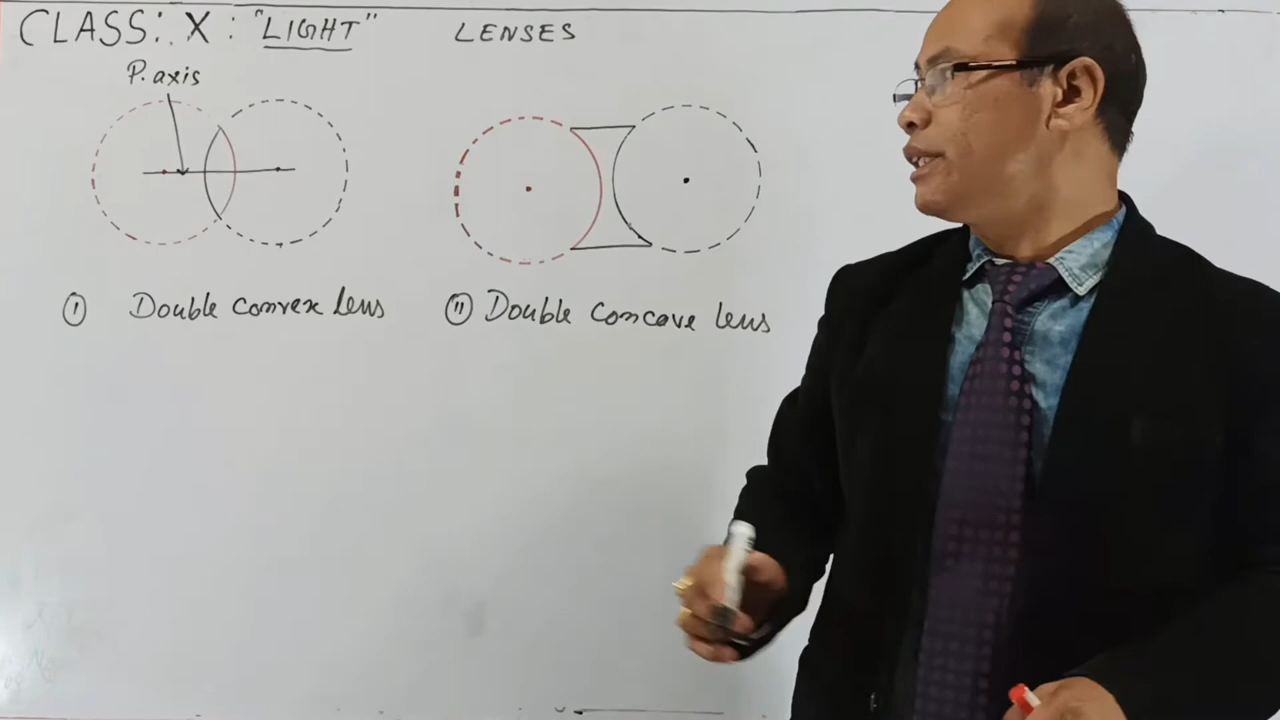 CLASS: X : "LIGHT" LENSES
P. axis
I Double convex lens
II Double concave lens